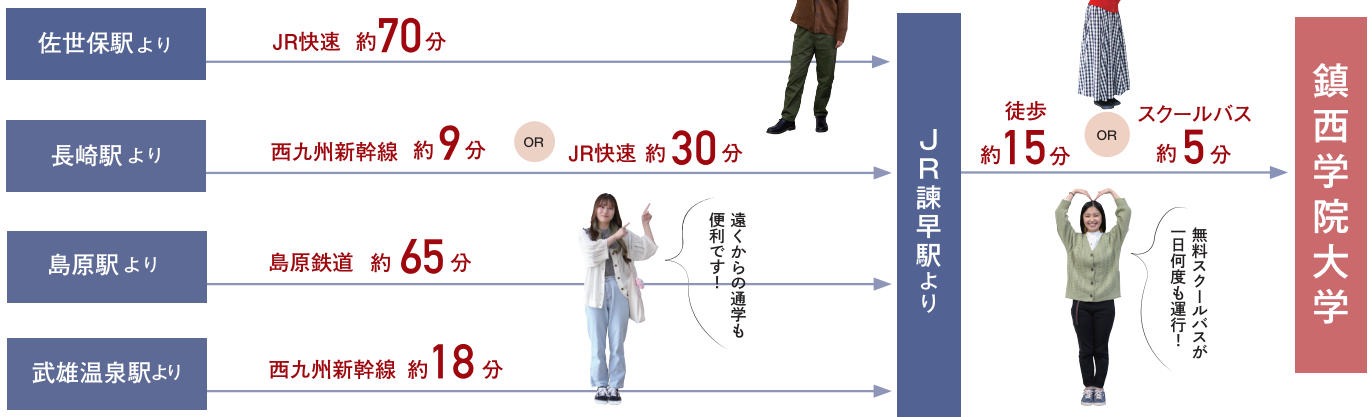 佐世保駅より
JR快速 約70分
長崎駅より
西九州新幹線 約9分
OR
JR快速 約30分
島原駅より
島原鉄道 約65分
遠くからの通学も
便利です！
武雄温泉駅より
西九州新幹線 約18分
JR諫早駅より
徒歩
約15分
OR
スクールバス
約5分
無料スクールバスが
一日何度も運行！
鎮西学院大学